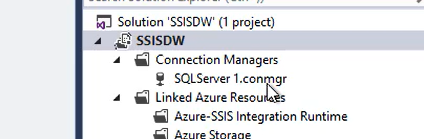 Solution 'SSISDW' (1 project)
SSISDW
Connection Managers
SQLServer 1.conmgr
Linked Azure Resources
Azure-SSIS Integration Runtime
Azure Storage